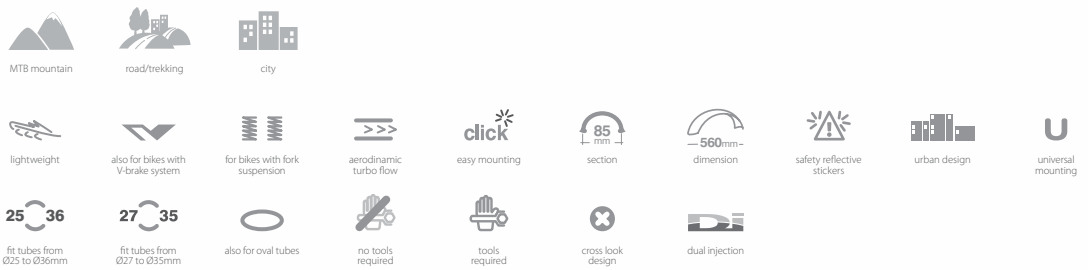 MTB mountain
road/trekking
city
click
85
mm
560mm
lightweight
also for bikes with
V-brake system
for bikes with fork
suspension
aerodinamic
turbo flow
easy mounting
section
dimension
safety reflective
stickers
urban design
U
universal
mounting
25 36
27 35
fit tubes from
Ø25 to Ø36mm
fit tubes from
Ø27 to Ø35mm
also for oval tubes
no tools
required
tools
required
cross look
design
Di
dual injection